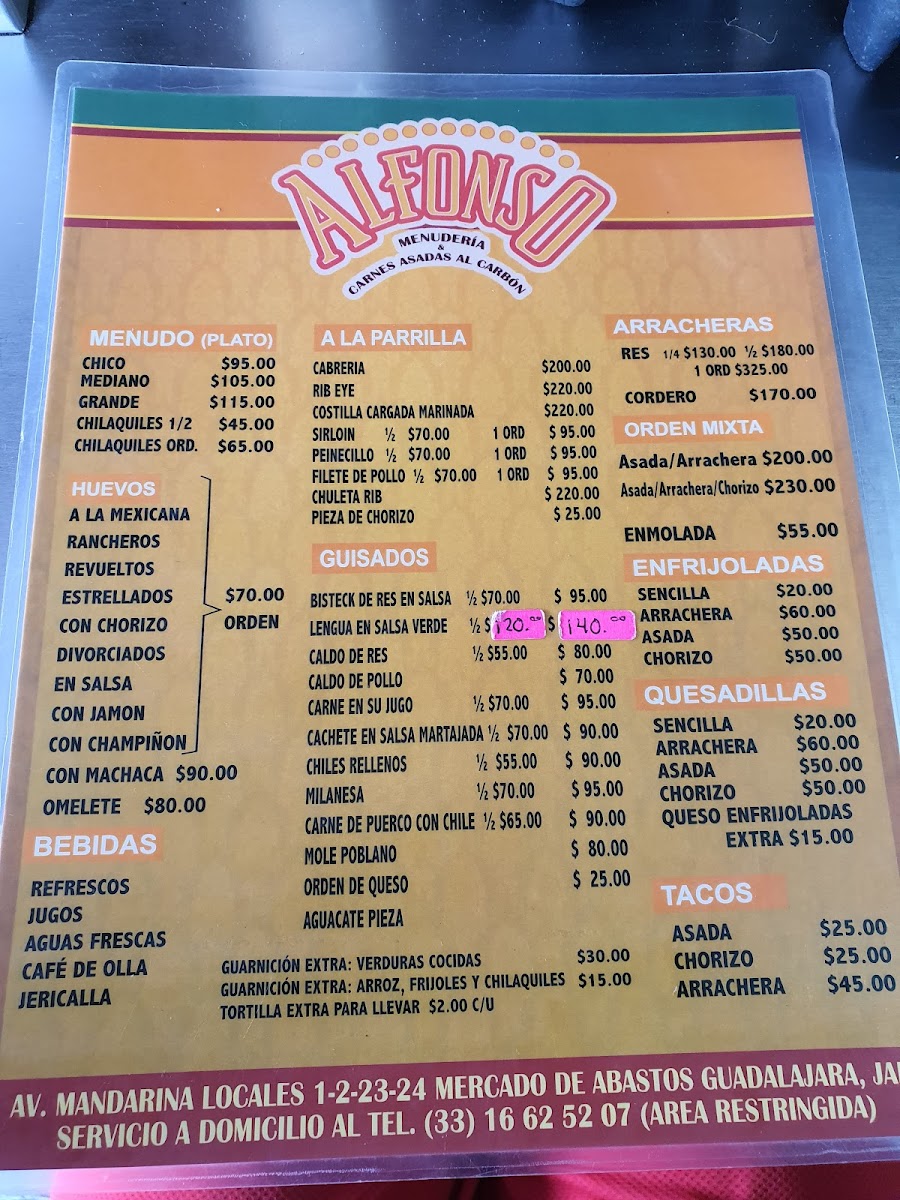 ALFONSO
MENUDERÍA
&
CARNES ASADAS AL CARBÓN
MENUDO (PLATO)
CHICO $95.00
MEDIANO $105.00
GRANDE $115.00
CHILAQUILES 1/2 $45.00
CHILAQUILES ORD. $65.00
HUEVOS
A LA MEXICANA
RANCHEROS
REVUELTOS
ESTRELLADOS $70.00
CON CHORIZO ORDEN
DIVORCIADOS
EN SALSA
CON JAMON
CON CHAMPIÑON
CON MACHACA $90.00
OMELETE $80.00
BEBIDAS
REFRESCOS
JUGOS
AGUAS FRESCAS
CAFÉ DE OLLA
JERICALLA
A LA PARRILLA
CABRERIA $200.00
RIB EYE $220.00
COSTILLA CARGADA MARINADA $220.00
SIRLOIN ½ $70.00 1 ORD $ 95.00
PEINECILLO ½ $70.00 1 ORD $ 95.00
FILETE DE POLLO ½ $70.00 1 ORD $ 95.00
CHULETA RIB $ 220.00
PIEZA DE CHORIZO $ 25.00
GUISADOS
BISTECK DE RES EN SALSA ½ $70.00 $ 95.00
LENGUA EN SALSA VERDE ½ $ 120.00 $ 140.00
CALDO DE RES ½ $55.00 $ 80.00
CALDO DE POLLO $ 70.00
CARNE EN SU JUGO ½ $70.00 $ 95.00
CACHETE EN SALSA MARTAJADA ½ $70.00 $ 90.00
CHILES RELLENOS ½ $55.00 $ 90.00
MILANESA ½ $70.00 $ 95.00
CARNE DE PUERCO CON CHILE ½ $65.00 $ 90.00
MOLE POBLANO $ 80.00
ORDEN DE QUESO $ 25.00
AGUACATE PIEZA
GUARNICIÓN EXTRA: VERDURAS COCIDAS $30.00
GUARNICIÓN EXTRA: ARROZ, FRIJOLES Y CHILAQUILES $15.00
TORTILLA EXTRA PARA LLEVAR $2.00 C/U
ARRACHERAS
RES 1/4 $130.00 ½ $180.00
1 ORD $325.00
CORDERO $170.00
ORDEN MIXTA
Asada/Arrachera $200.00
Asada/Arrachera/Chorizo $230.00
ENMOLADA $55.00
ENFRIJOLADAS
SENCILLA $20.00
ARRACHERA $60.00
ASADA $50.00
CHORIZO $50.00
QUESADILLAS
SENCILLA $20.00
ARRACHERA $60.00
ASADA $50.00
CHORIZO $50.00
QUESO ENFRIJOLADAS
EXTRA $15.00
TACOS
ASADA $25.00
CHORIZO $25.00
ARRACHERA $45.00
AV. MANDARINA LOCALES 1-2-23-24 MERCADO DE ABASTOS GUADALAJARA, JA
SERVICIO A DOMICILIO AL TEL. (33) 16 62 52 07 (AREA RESTRINGIDA)